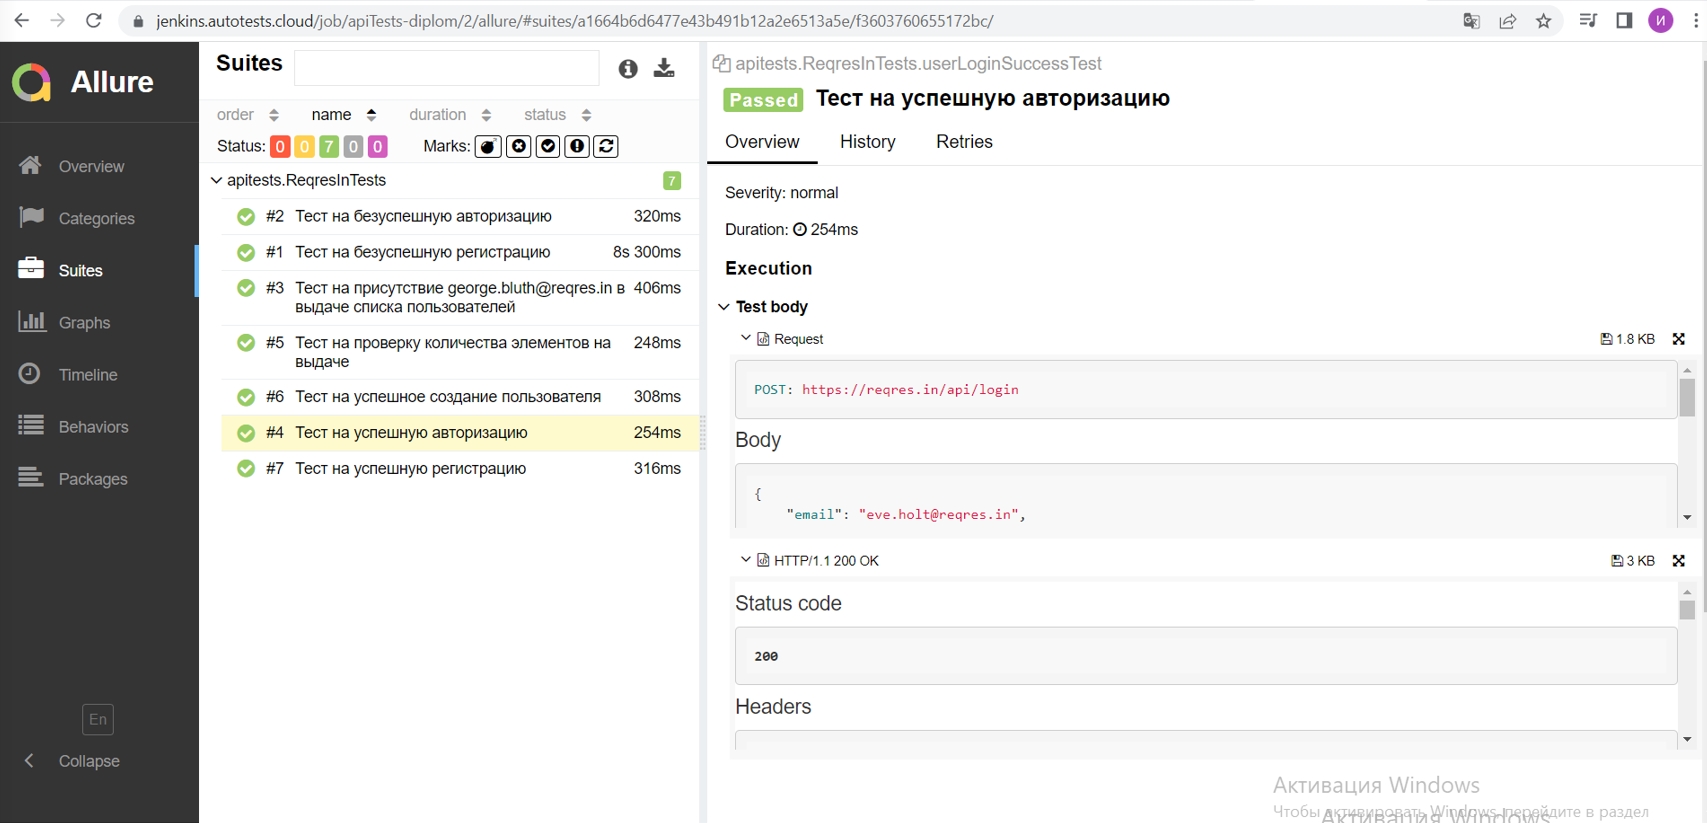 jenkins.autotests.cloud/job/apiTests-diplom/2/allure/#suites/a1664b6d6477e43b491b12a2e6513a5e/f3603760655172bc/
И
Allure
Overview
Categories
Suites
Graphs
Timeline
Behaviors
Packages
En
Collapse
Suites
order name duration status
Status: 0 0 7 0 0 Marks:
apitests.ReqresInTests 7
#2 Тест на безуспешную авторизацию 320ms
#1 Тест на безуспешную регистрацию 8s 300ms
#3 Тест на присутствие george.bluth@reqres.in в 406ms
выдаче списка пользователей
#5 Тест на проверку количества элементов на 248ms
выдаче
#6 Тест на успешное создание пользователя 308ms
#4 Тест на успешную авторизацию 254ms
#7 Тест на успешную регистрацию 316ms
apitests.ReqresInTests.userLoginSuccessTest
Passed Тест на успешную авторизацию
Overview History Retries
Severity: normal
Duration: 254ms
Execution
Test body
Request 1.8 KB
POST: https://reqres.in/api/login
Body
{
"email": "eve.holt@reqres.in",
HTTP/1.1 200 OK 3 KB
Status code
200
Headers
Активация Windows
Чтобы активировать Windows, перейдите в раздел
Активация Windows